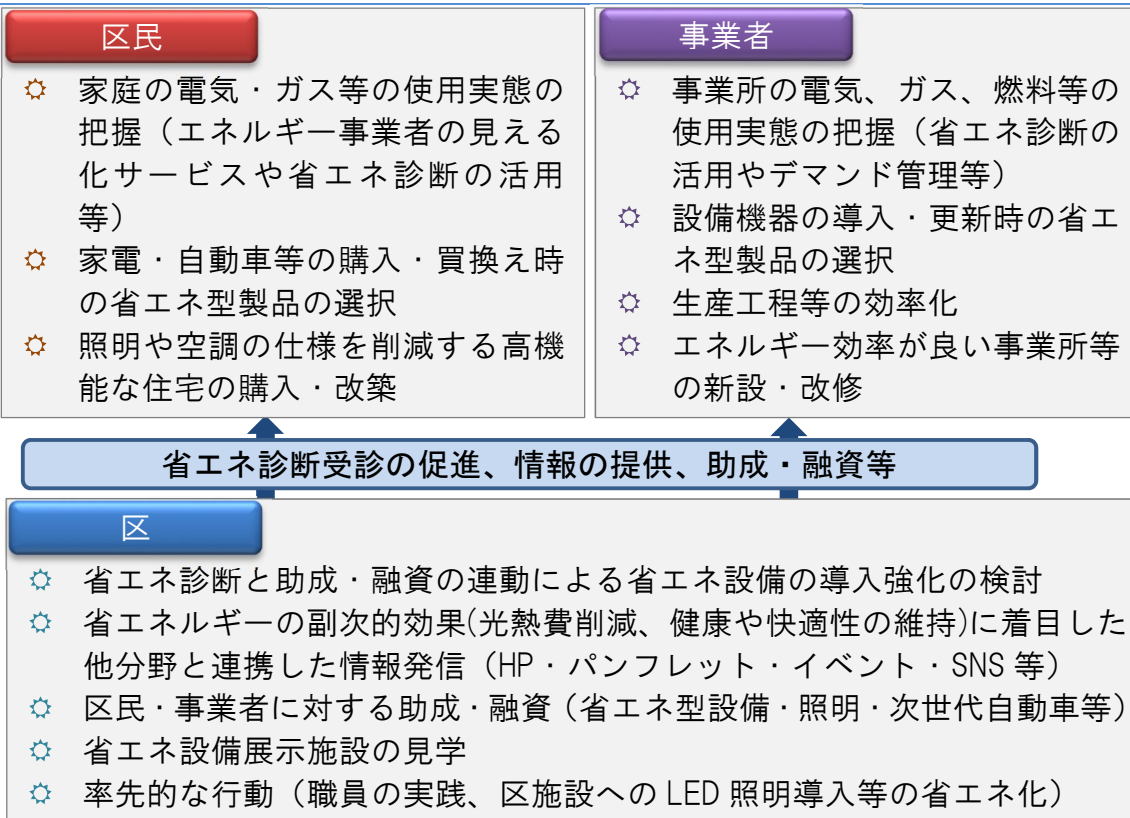 区民
家庭の電気・ガス等の使用実態の
把握（エネルギー事業者の見える
化サービスや省エネ診断の活用
等）
家電・自動車等の購入・買換え時
の省エネ型製品の選択
照明や空調の仕様を削減する高機
能な住宅の購入・改築
事業者
事業所の電気、ガス、燃料等の
使用実態の把握（省エネ診断の
活用やデマンド管理等）
設備機器の導入・更新時の省エ
ネ型製品の選択
生産工程等の効率化
エネルギー効率が良い事業所等
の新設・改修
省エネ診断受診の促進、情報の提供、助成・融資等
区
省エネ診断と助成・融資の連動による省エネ設備の導入強化の検討
省エネルギーの副次的効果(光熱費削減、健康や快適性の維持)に着目した
他分野と連携した情報発信（HP・パンフレット・イベント・SNS 等）
区民・事業者に対する助成・融資（省エネ型設備・照明・次世代自動車等）
省エネ設備展示施設の見学
率先的な行動（職員の実践、区施設への LED 照明導入等の省エネ化）